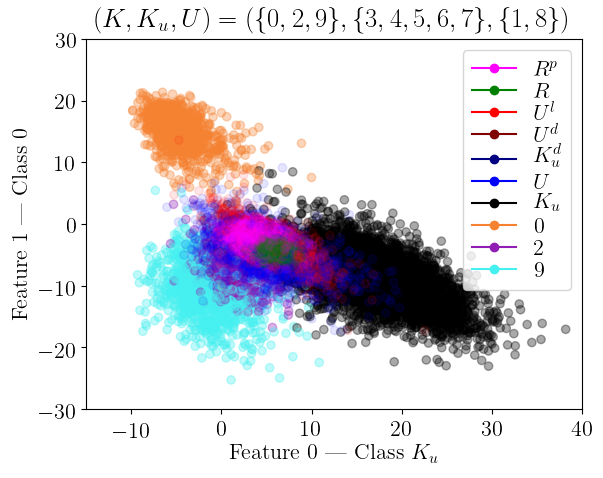 (K, K_u, U) = ({0, 2, 9}, {3, 4, 5, 6, 7}, {1, 8})
30
20
10
0
−10
−20
−30
Feature 1 — Class 0
−10
0
10
20
30
40
Feature 0 — Class K_u
R^p
R
U^l
U^d
K_u^d
U
K_u
0
2
9